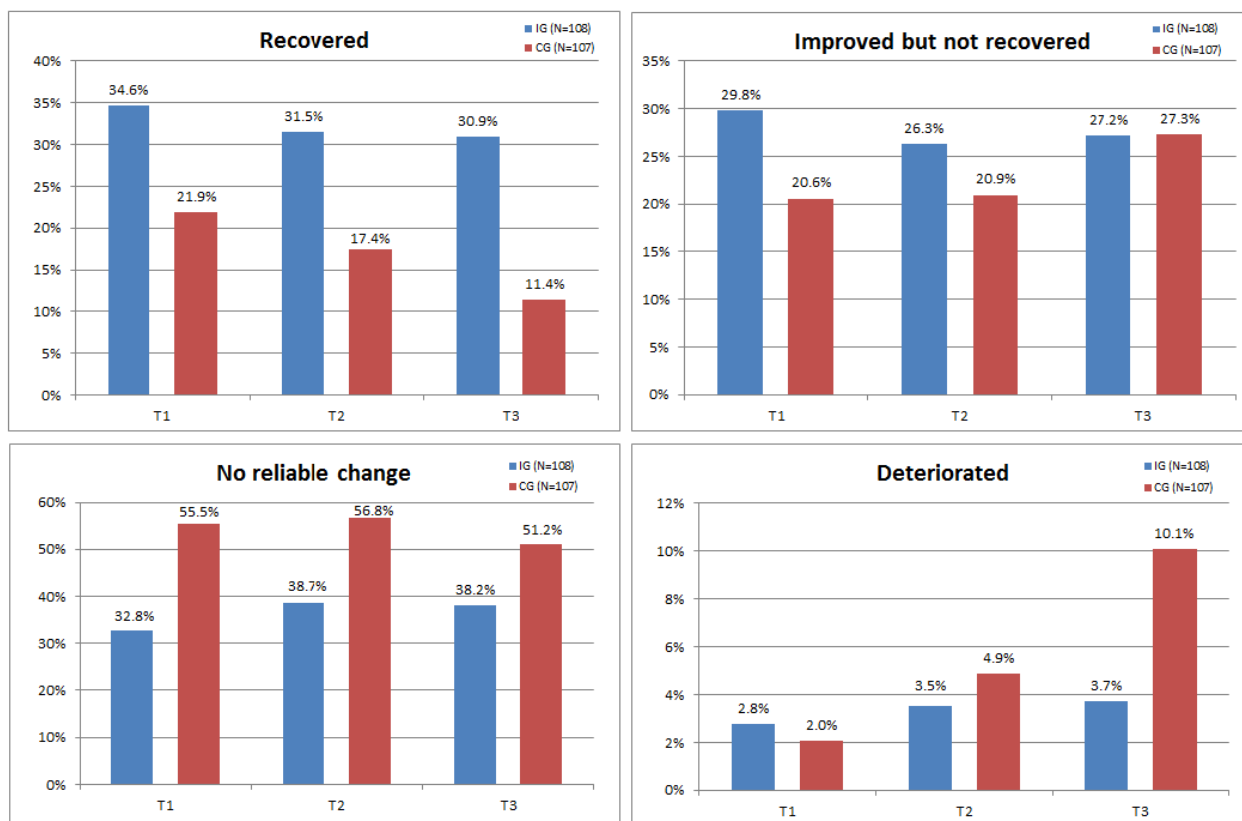 Recovered
IG (N=108)
CG (N=107)
40%
35%
30%
25%
20%
15%
10%
5%
0%
34.6%
21.9%
31.5%
17.4%
30.9%
11.4%
T1
T2
T3
Improved but not recovered
IG (N=108)
CG (N=107)
35%
30%
25%
20%
15%
10%
5%
0%
29.8%
20.6%
26.3%
20.9%
27.2%
27.3%
T1
T2
T3
No reliable change
IG (N=108)
CG (N=107)
60%
50%
40%
30%
20%
10%
0%
32.8%
55.5%
38.7%
56.8%
38.2%
51.2%
T1
T2
T3
Deteriorated
IG (N=108)
CG (N=107)
12%
10%
8%
6%
4%
2%
0%
2.8%
2.0%
3.5%
4.9%
3.7%
10.1%
T1
T2
T3